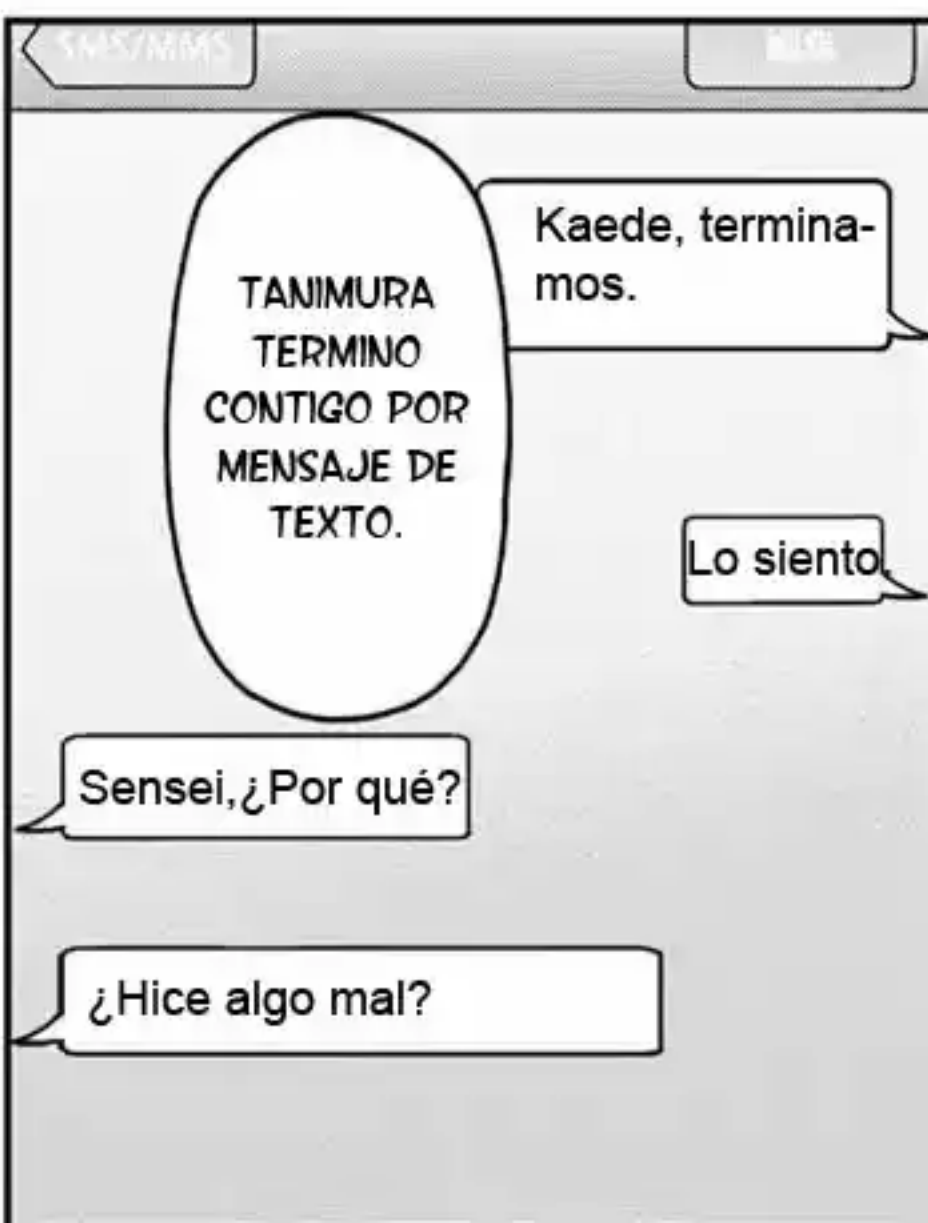 SMS/MMS
Kaede, termina-
mos.
TANIMURA
TERMINO
CONTIGO POR
MENSAJE DE
TEXTO.
Lo siento.
Sensei,¿Por qué?
¿Hice algo mal?